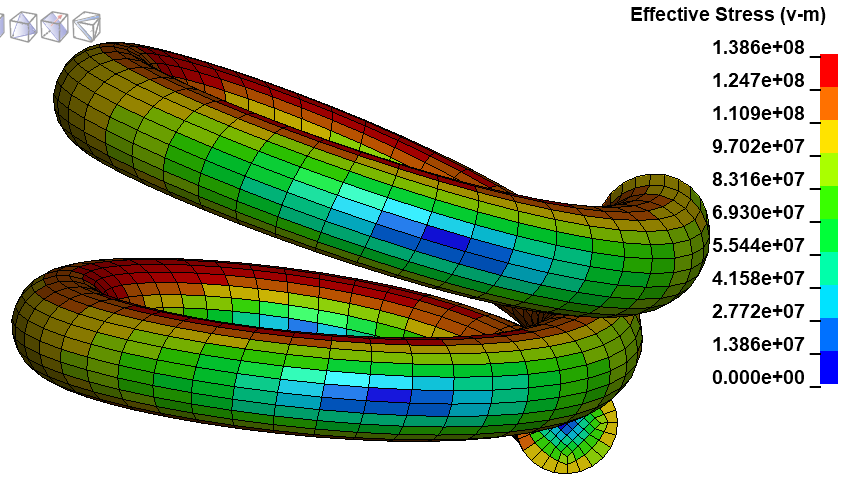 Effective Stress (v-m)
1.386e+08
1.247e+08
1.109e+08
9.702e+07
8.316e+07
6.930e+07
5.544e+07
4.158e+07
2.772e+07
1.386e+07
0.000e+00